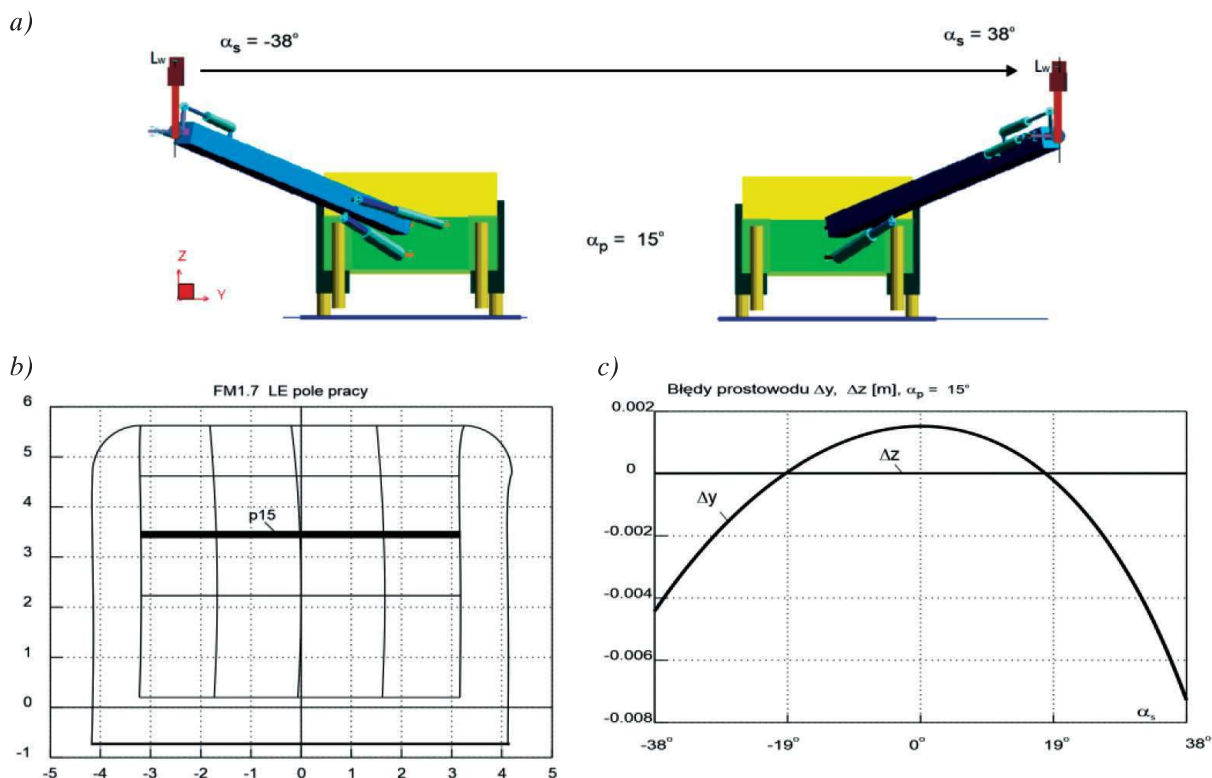 a)
αs = -38°
αs = 38°
Lw
Lw
αp = 15°
Z
Y
b)
FM1.7 LE pole pracy
6
5
4
3
2
1
0
-1
p15
-5 -4 -3 -2 -1 0 1 2 3 4 5
c)
Błędy prostowodu Δy, Δz [m], αp = 15°
0.002
0
-0.002
-0.004
-0.006
-0.008
Δz
Δy
αs
-38° -19° 0° 19° 38°